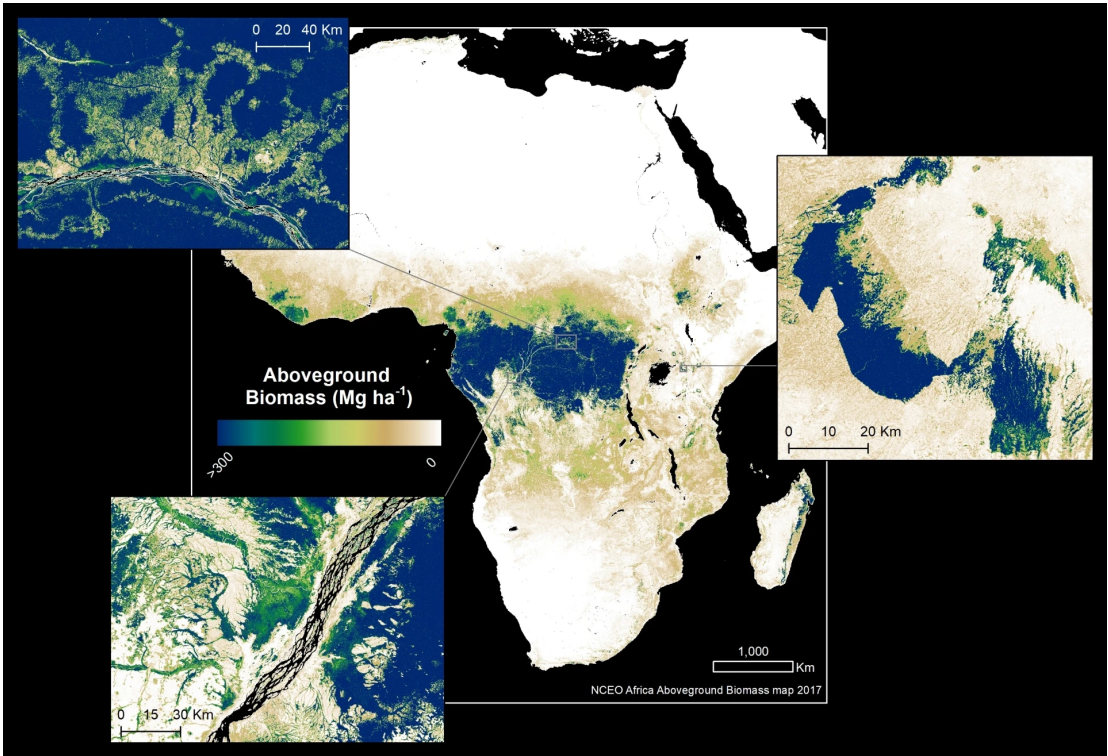 0 20 40 Km
Aboveground
Biomass (Mg ha⁻¹)
>300
0
0 10 20 Km
0 15 30 Km
1,000
Km
NCEO Africa Aboveground Biomass map 2017